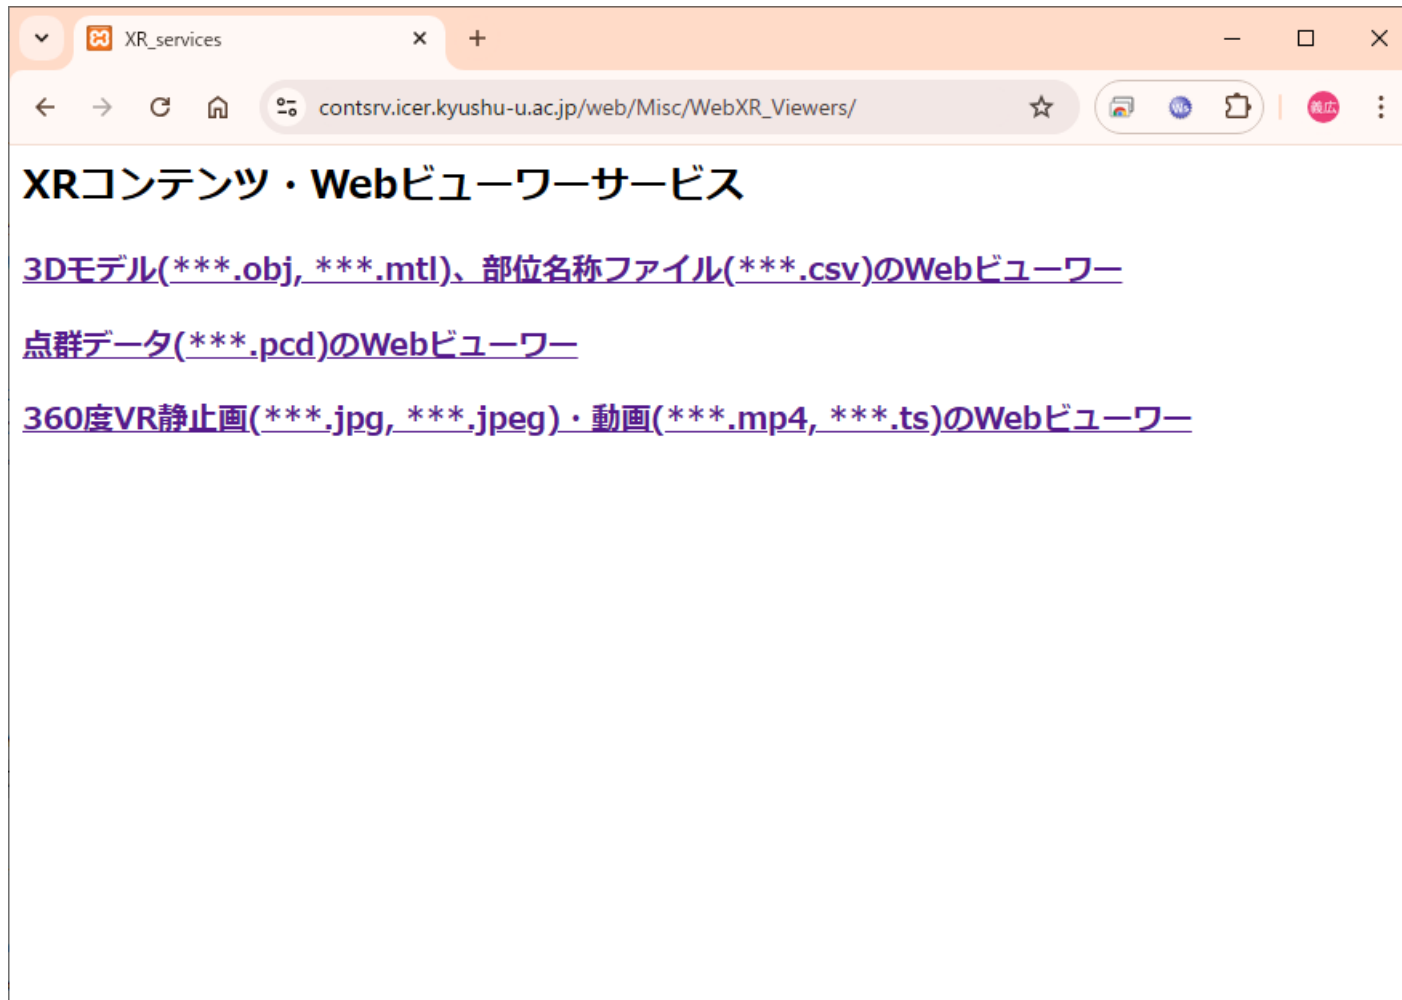 XR_services
contsrv.icer.kyushu-u.ac.jp/web/Misc/WebXR_Viewers/
Ws
義広
XRコンテンツ・Webビューワーサービス
3Dモデル(***.obj, ***.mtl)、部位名称ファイル(***.csv)のWebビューワー
点群データ(***.pcd)のWebビューワー
360度VR静止画(***.jpg, ***.jpeg)・動画(***.mp4, ***.ts)のWebビューワー